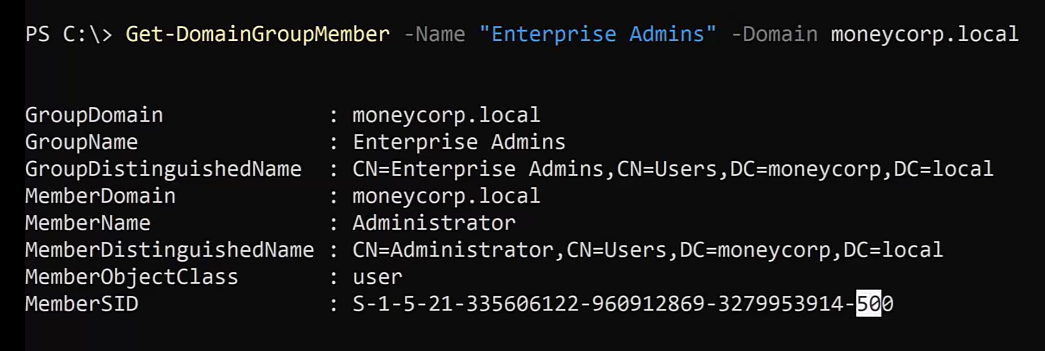 PS C:\> Get-DomainGroupMember -Name "Enterprise Admins" -Domain moneycorp.local
GroupDomain : moneycorp.local
GroupName : Enterprise Admins
GroupDistinguishedName : CN=Enterprise Admins,CN=Users,DC=moneycorp,DC=local
MemberDomain : moneycorp.local
MemberName : Administrator
MemberDistinguishedName : CN=Administrator,CN=Users,DC=moneycorp,DC=local
MemberObjectClass : user
MemberSID : S-1-5-21-335606122-960912869-3279953914-500